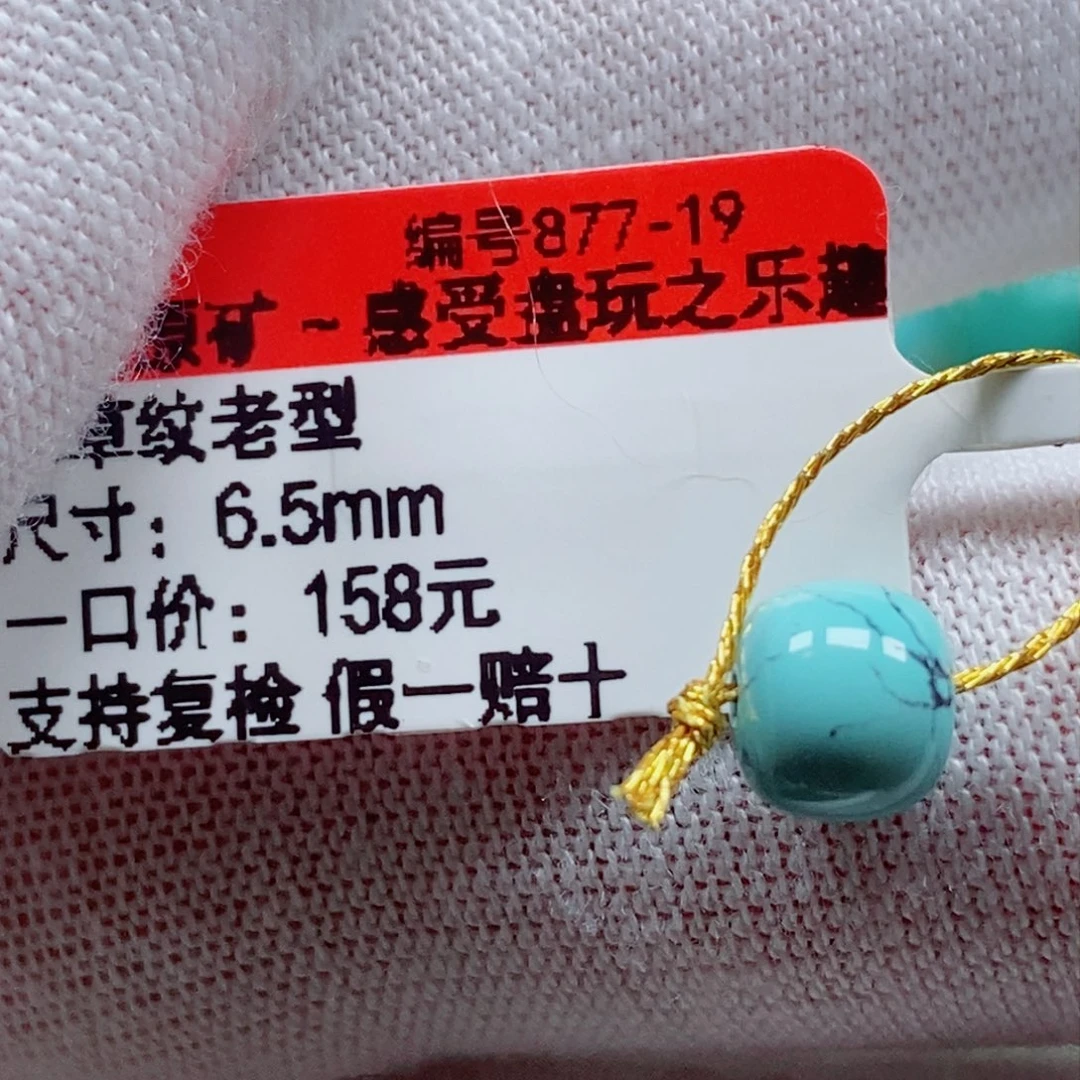 编号877-19
原矿 ~ 感受盘玩之乐趣
草纹老型
尺寸：6.5mm
一口价：158元
支持复检 假一赔十